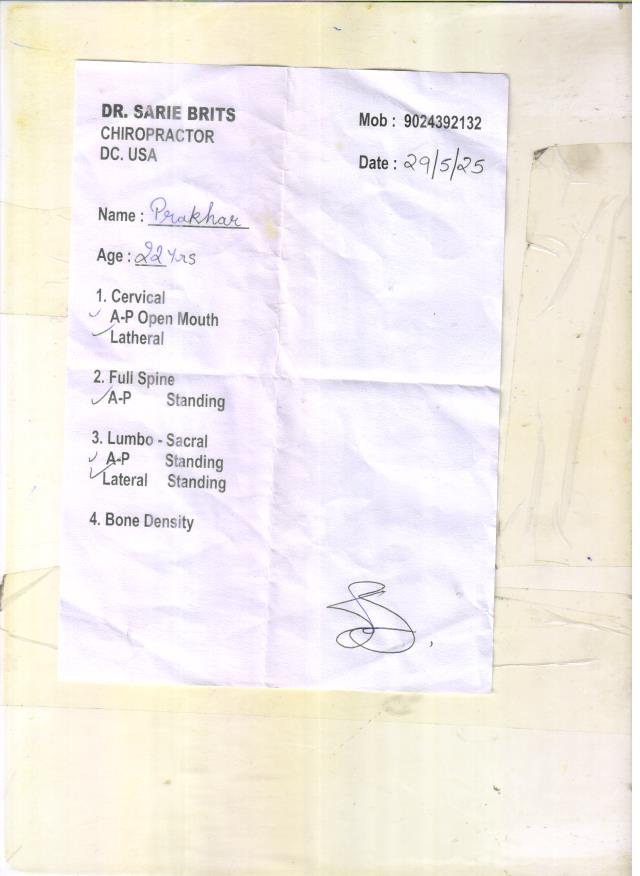 DR. SARIE BRITS
CHIROPRACTOR
DC. USA
Mob : 9024392132
Date : 29/5/25
Name : Prakhar
Age : 22 Yrs
1. Cervical
✓ A-P Open Mouth
✓ Latheral
2. Full Spine
✓ A-P Standing
3. Lumbo - Sacral
✓ A-P Standing
✓ Lateral Standing
4. Bone Density